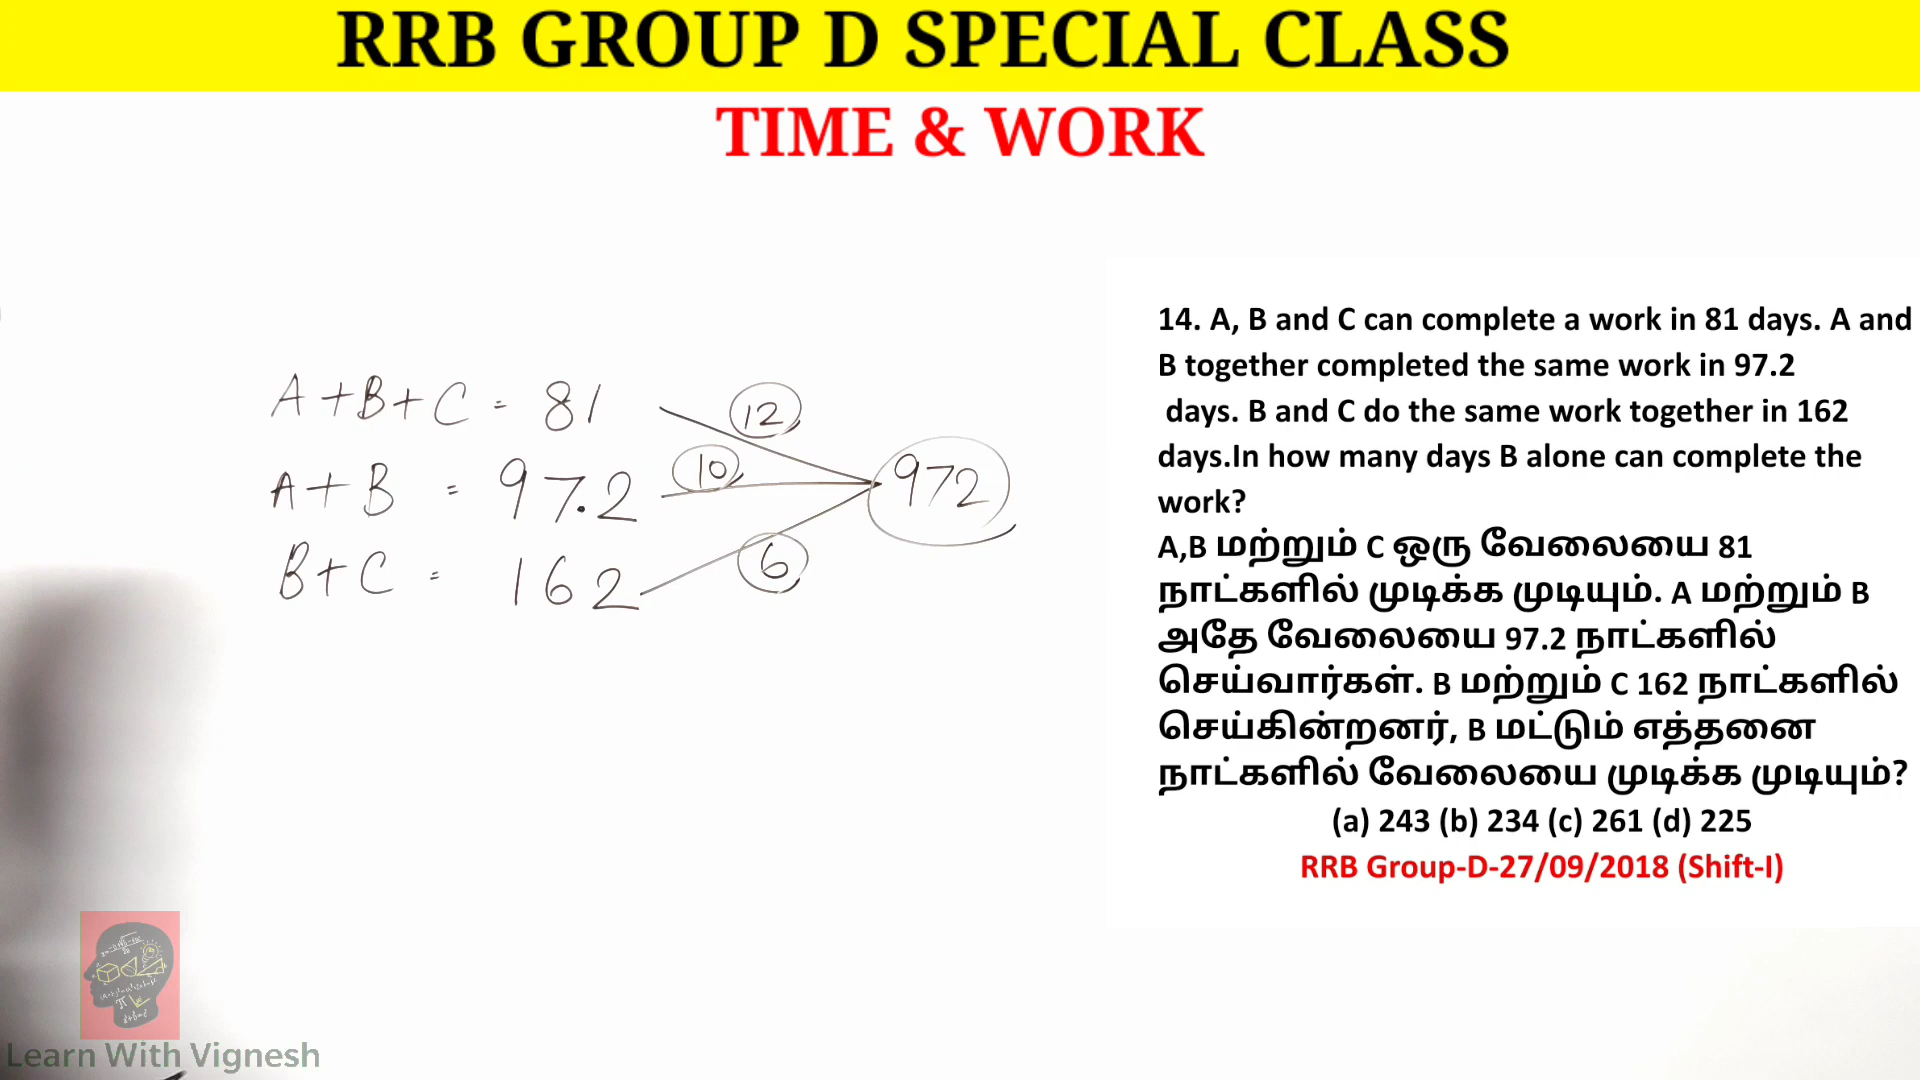 RRB GROUP D SPECIAL CLASS
TIME & WORK
A+B+C = 81
12
A+B = 97.2
10
972
B+C = 162
6
14. A, B and C can complete a work in 81 days. A and
B together completed the same work in 97.2
days. B and C do the same work together in 162
days.In how many days B alone can complete the
work?
A,B மற்றும் C ஒரு வேலையை 81
நாட்களில் முடிக்க முடியும். A மற்றும் B
அதே வேலையை 97.2 நாட்களில்
செய்வார்கள். B மற்றும் C 162 நாட்களில்
செய்கின்றனர், B மட்டும் எத்தனை
நாட்களில் வேலையை முடிக்க முடியும்?
(a) 243 (b) 234 (c) 261 (d) 225
RRB Group-D-27/09/2018 (Shift-I)
Learn With Vignesh